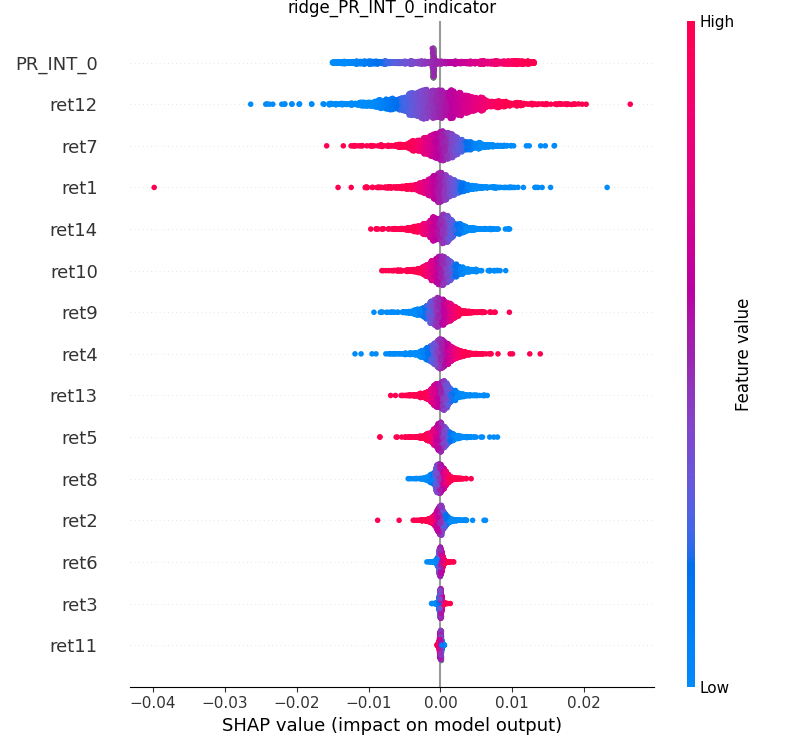 ridge_PR_INT_0_indicator
High
PR_INT_0
ret12
ret7
ret1
ret14
ret10
ret9
ret4
ret13
ret5
ret8
ret2
ret6
ret3
ret11
Feature value
Low
−0.04 −0.03 −0.02 −0.01 0.00 0.01 0.02
SHAP value (impact on model output)